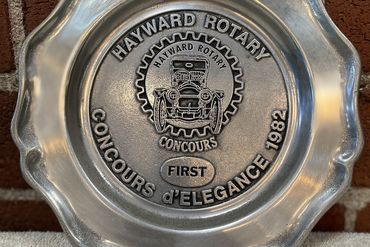 HAYWARD ROTARY
HAYWARD ROTARY
CONCOURS
FIRST
CONCOURS d'ELEGANCE 1982